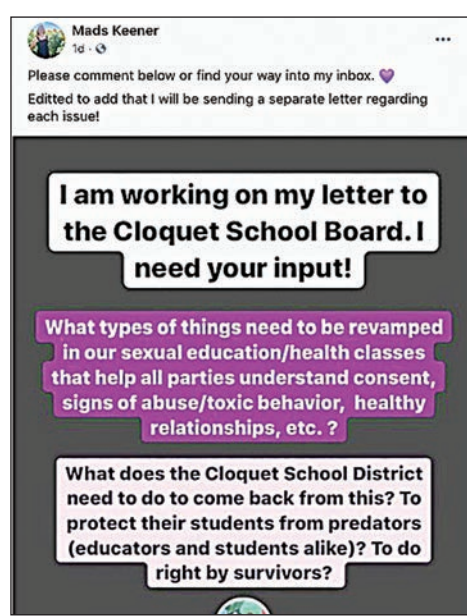 Mads Keener
1d ·
Please comment below or find your way into my inbox. 💜
Editted to add that I will be sending a separate letter regarding
each issue!
I am working on my letter to
the Cloquet School Board. I
need your input!
What types of things need to be revamped
in our sexual education/health classes
that help all parties understand consent,
signs of abuse/toxic behavior, healthy
relationships, etc. ?
What does the Cloquet School District
need to do to come back from this? To
protect their students from predators
(educators and students alike)? To do
right by survivors?